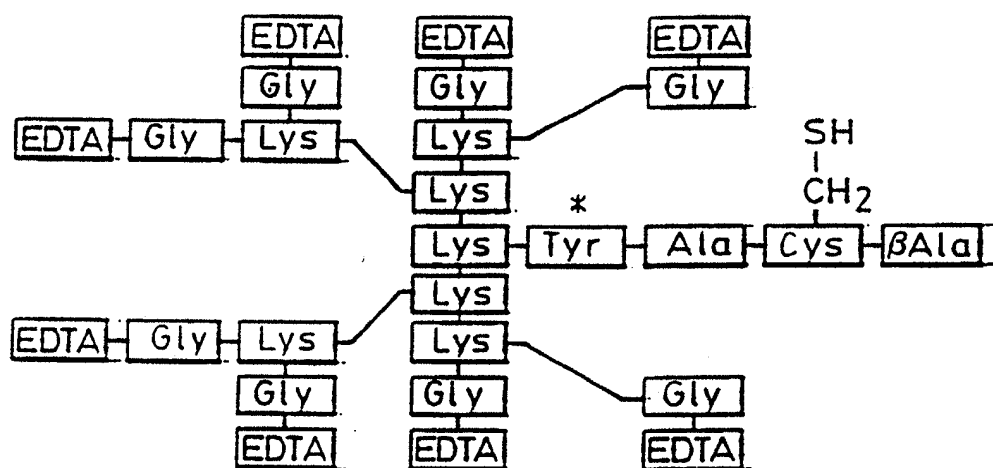 EDTA EDTA EDTA
Gly Gly Gly
EDTA Gly Lys Lys SH
Lys CH₂
*
Lys Tyr Ala Cys βAla
Lys
EDTA Gly Lys Lys
Gly Gly Gly
EDTA EDTA EDTA